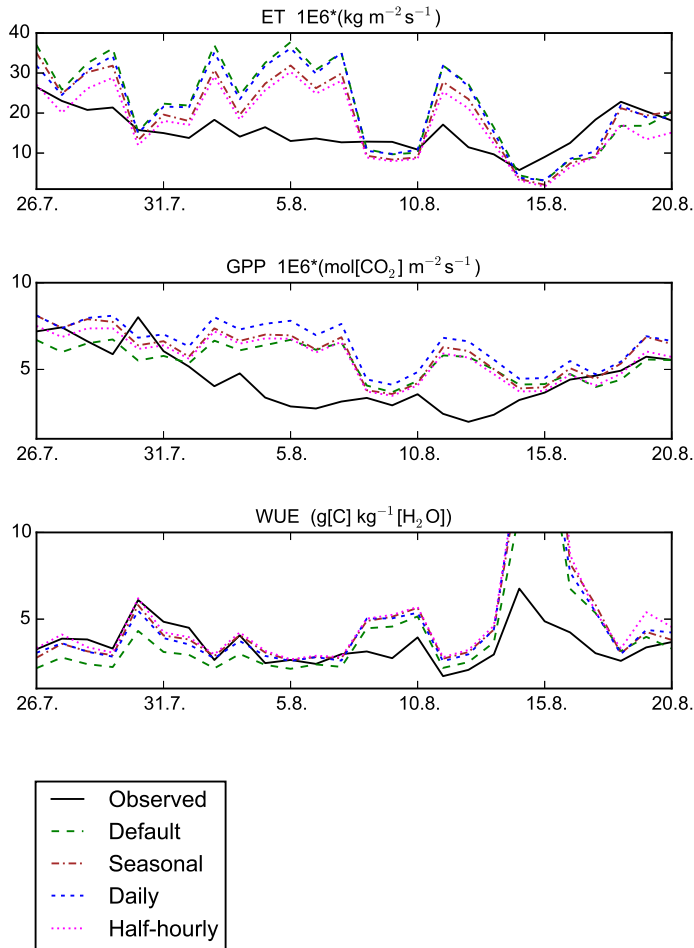 ET 1E6*(kg m⁻² s⁻¹)
40
30
20
10
26.7. 31.7. 5.8. 10.8. 15.8. 20.8.
GPP 1E6*(mol[CO₂] m⁻² s⁻¹)
10
5
26.7. 31.7. 5.8. 10.8. 15.8. 20.8.
WUE (g[C] kg⁻¹ [H₂O])
10
5
26.7. 31.7. 5.8. 10.8. 15.8. 20.8.
Observed
Default
Seasonal
Daily
Half-hourly